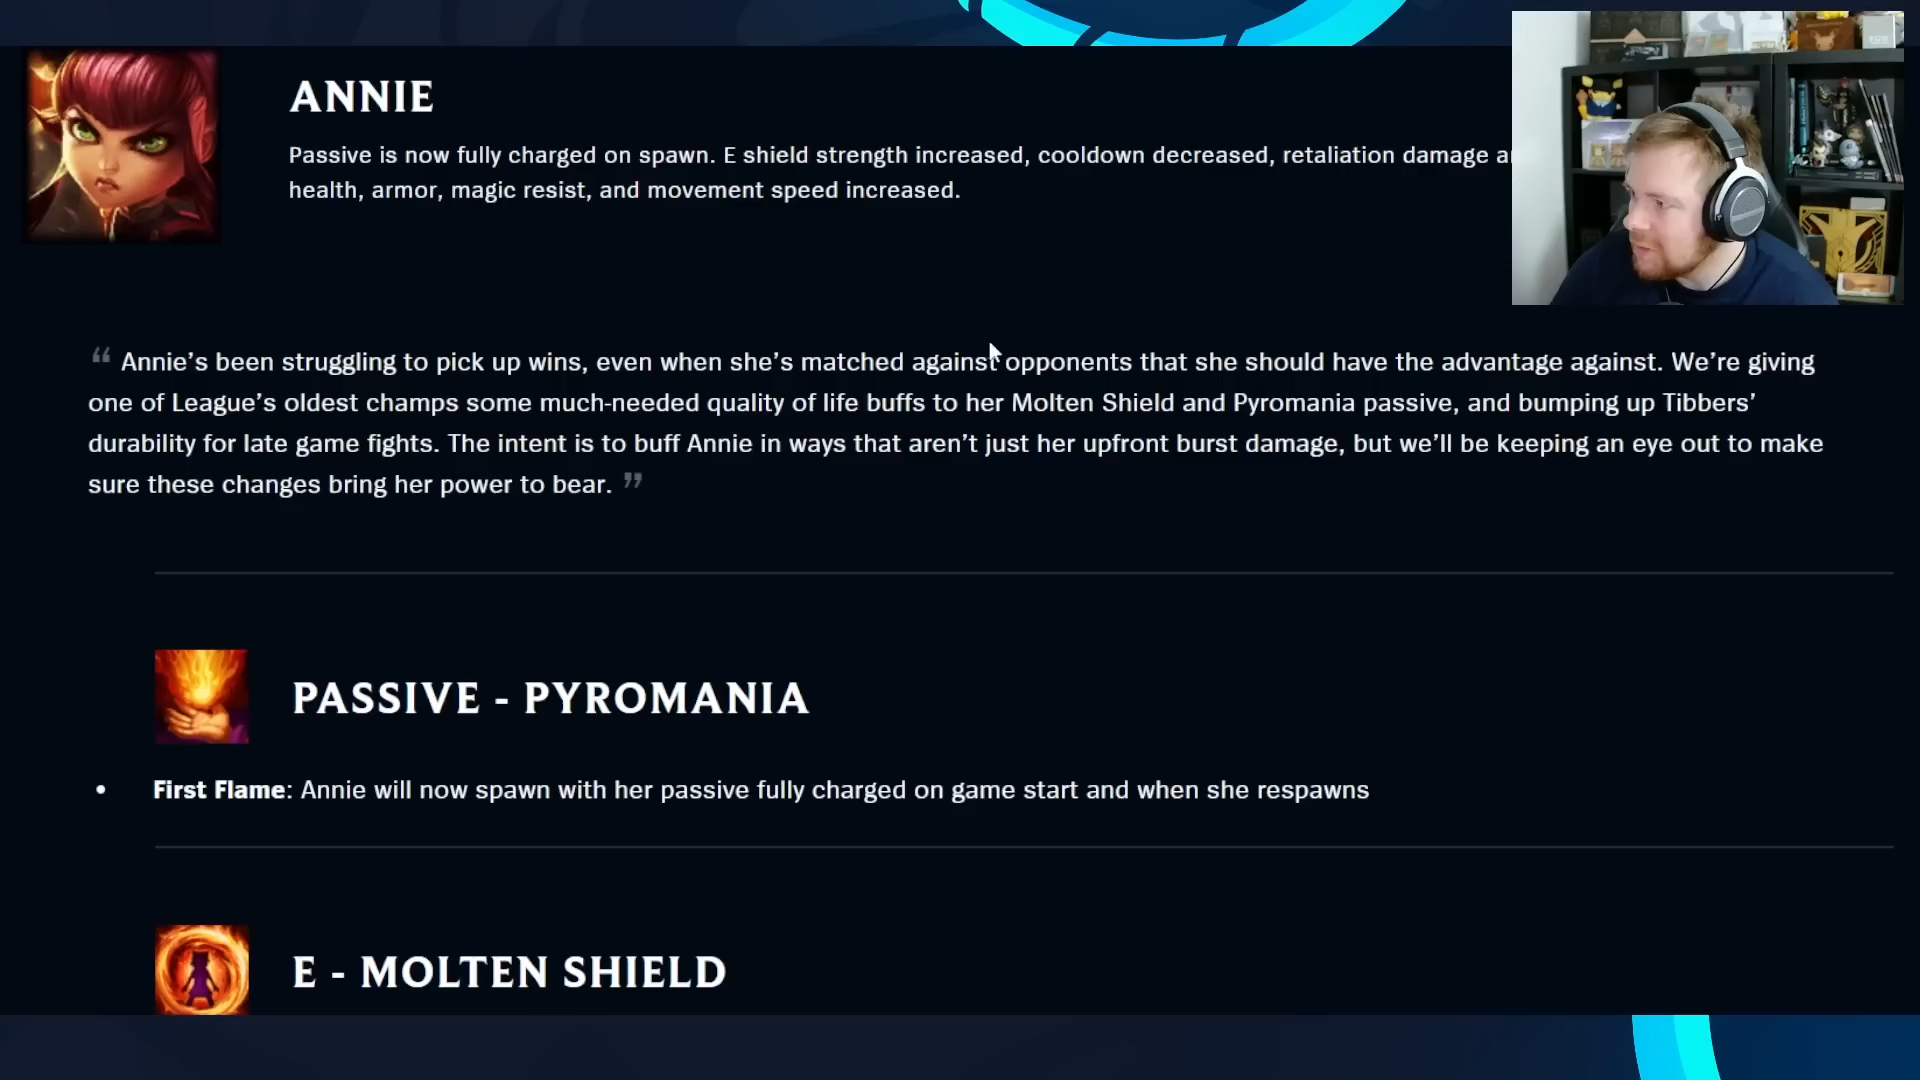 ANNIE
Passive is now fully charged on spawn. E shield strength increased, cooldown decreased, retaliation damage
health, armor, magic resist, and movement speed increased.
“ Annie’s been struggling to pick up wins, even when she’s matched against opponents that she should have the advantage against. We’re giving
one of League’s oldest champs some much-needed quality of life buffs to her Molten Shield and Pyromania passive, and bumping up Tibbers’
durability for late game fights. The intent is to buff Annie in ways that aren’t just her upfront burst damage, but we’ll be keeping an eye out to make
sure these changes bring her power to bear. ”
PASSIVE - PYROMANIA
• First Flame: Annie will now spawn with her passive fully charged on game start and when she respawns
E - MOLTEN SHIELD